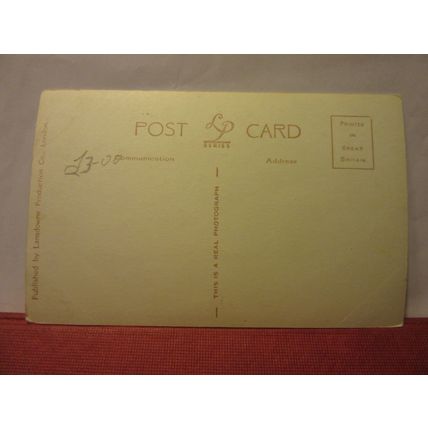 POST LP CARD
SERIES
PRINTED
IN
GREAT
BRITAIN
£3-00
Communication
Address
THIS IS A REAL PHOTOGRAPH
Published by Lansdowne Production Co., London.